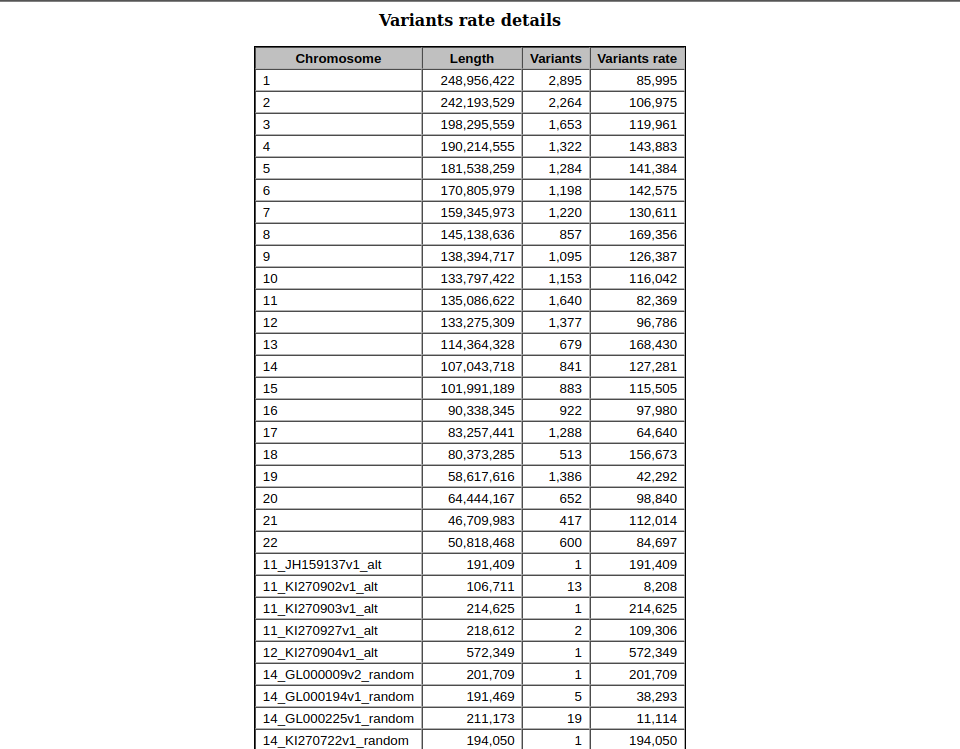 Variants rate details
Chromosome Length Variants Variants rate
1 248,956,422 2,895 85,995
2 242,193,529 2,264 106,975
3 198,295,559 1,653 119,961
4 190,214,555 1,322 143,883
5 181,538,259 1,284 141,384
6 170,805,979 1,198 142,575
7 159,345,973 1,220 130,611
8 145,138,636 857 169,356
9 138,394,717 1,095 126,387
10 133,797,422 1,153 116,042
11 135,086,622 1,640 82,369
12 133,275,309 1,377 96,786
13 114,364,328 679 168,430
14 107,043,718 841 127,281
15 101,991,189 883 115,505
16 90,338,345 922 97,980
17 83,257,441 1,288 64,640
18 80,373,285 513 156,673
19 58,617,616 1,386 42,292
20 64,444,167 652 98,840
21 46,709,983 417 112,014
22 50,818,468 600 84,697
11_JH159137v1_alt 191,409 1 191,409
11_KI270902v1_alt 106,711 13 8,208
11_KI270903v1_alt 214,625 1 214,625
11_KI270927v1_alt 218,612 2 109,306
12_KI270904v1_alt 572,349 1 572,349
14_GL000009v2_random 201,709 1 201,709
14_GL000194v1_random 191,469 5 38,293
14_GL000225v1_random 211,173 19 11,114
14_KI270722v1_random 194,050 1 194,050